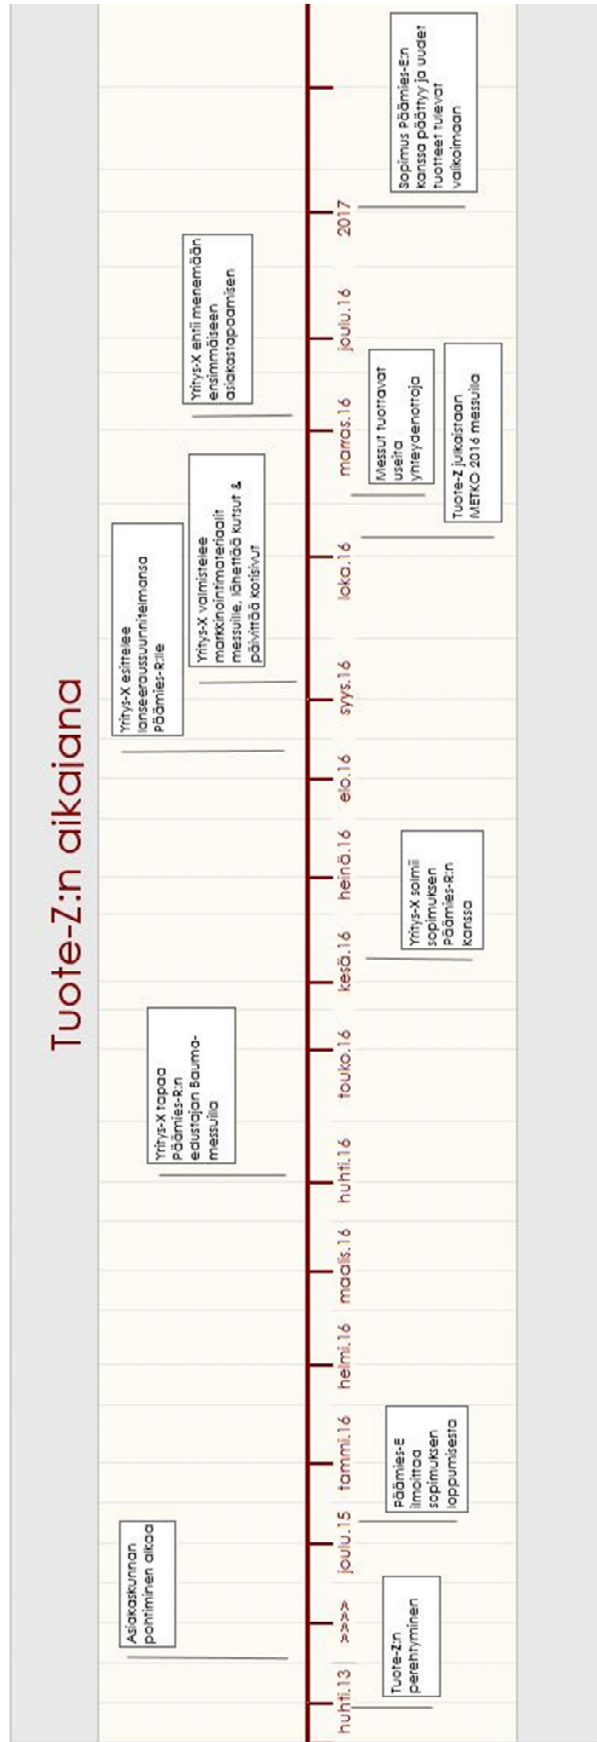 Tuote-Z:n aikajana
Asiakaskunnan
pohtiminen alkaa
Yritys-X tapaa
Päämies-R:n
edustajan Bauma-
messuilla
Yritys-X esittelee
lanseeraussuunnitelmansa
Päämies-R:lle
Yritys-X valmistelee
markkinointimateriaalit
messuille, lähettää kutsut &
päivittää kotisivut
Yritys-X ehtii menemään
ensimmäiseen
asiakastapaamisen
huhti.13
>>>>
joulu.15
tammi.16
helmi.16
maalis.16
huhti.16
touko.16
kesä.16
heinä.16
elo.16
syys.16
loka.16
marras.16
joulu.16
2017
Tuote-Z:n
perehtyminen
Päämies-E
ilmoittaa
sopimuksen
loppumisesta
Yritys-X solmii
sopimuksen
Päämies-R:n
kanssa
Tuote-Z julkaistaan
METKO 2016 messuilla
Messut tuottavat
useita
yhteydenottoja
Sopimus Päämies-E:n
kanssa päättyy ja uudet
tuotteet tulevat
valikoimaan